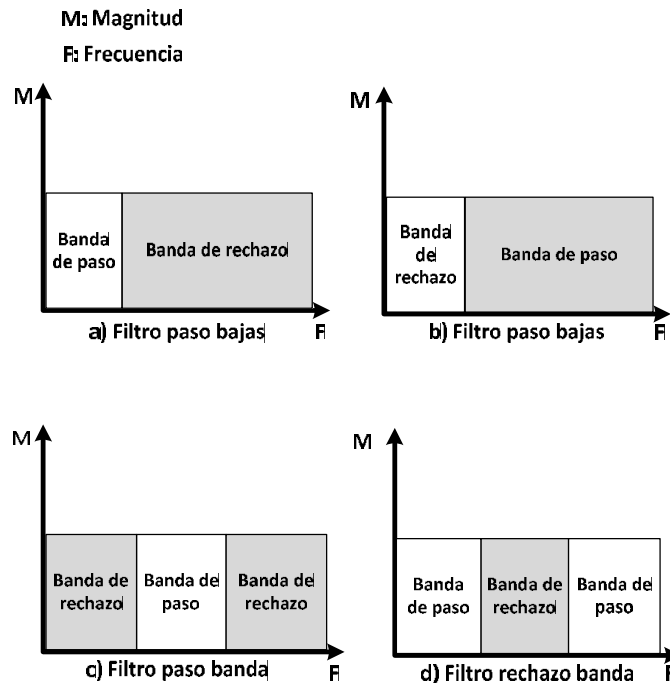 M: Magnitud
F: Frecuencia
M
Banda
de paso
Banda de rechazo
a) Filtro paso bajas
F
M
Banda
de
rechazo
Banda de paso
b) Filtro paso bajas
F
M
Banda de
rechazo
Banda de
paso
Banda de
rechazo
c) Filtro paso banda
F
M
Banda
de paso
Banda de
rechazo
Banda de
paso
d) Filtro rechazo banda
F